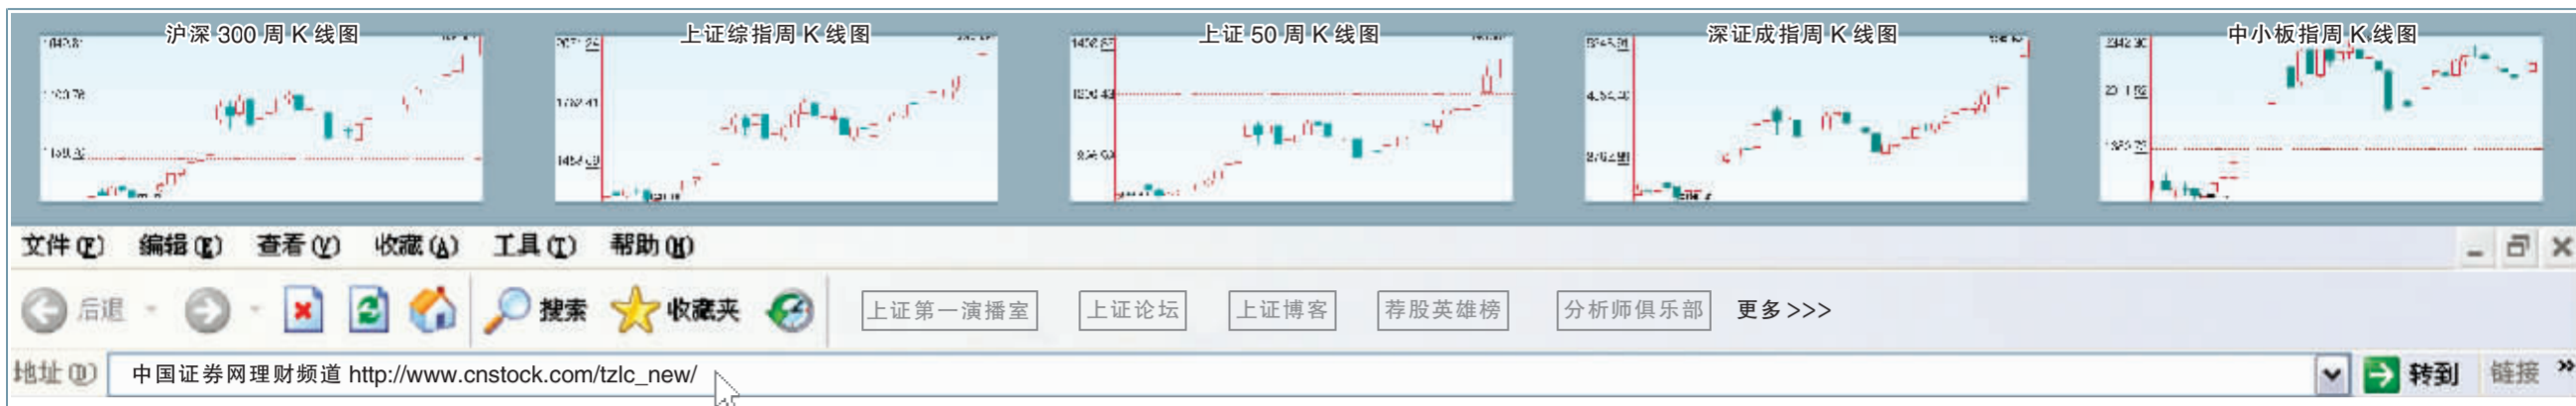 沪深 300 周 K 线图
上证综指周 K 线图
上证 50 周 K 线图
深证成指周 K 线图
中小板指周 K 线图
文件(F) 编辑(E) 查看(V) 收藏(A) 工具(T) 帮助(H)
后退 搜索 收藏夹 上证第一演播室 上证论坛 上证博客 荐股英雄榜 分析师俱乐部 更多>>>
地址(D) 中国证券网理财频道 http://www.cnstock.com/tzlc_new/ 转到 链接 »